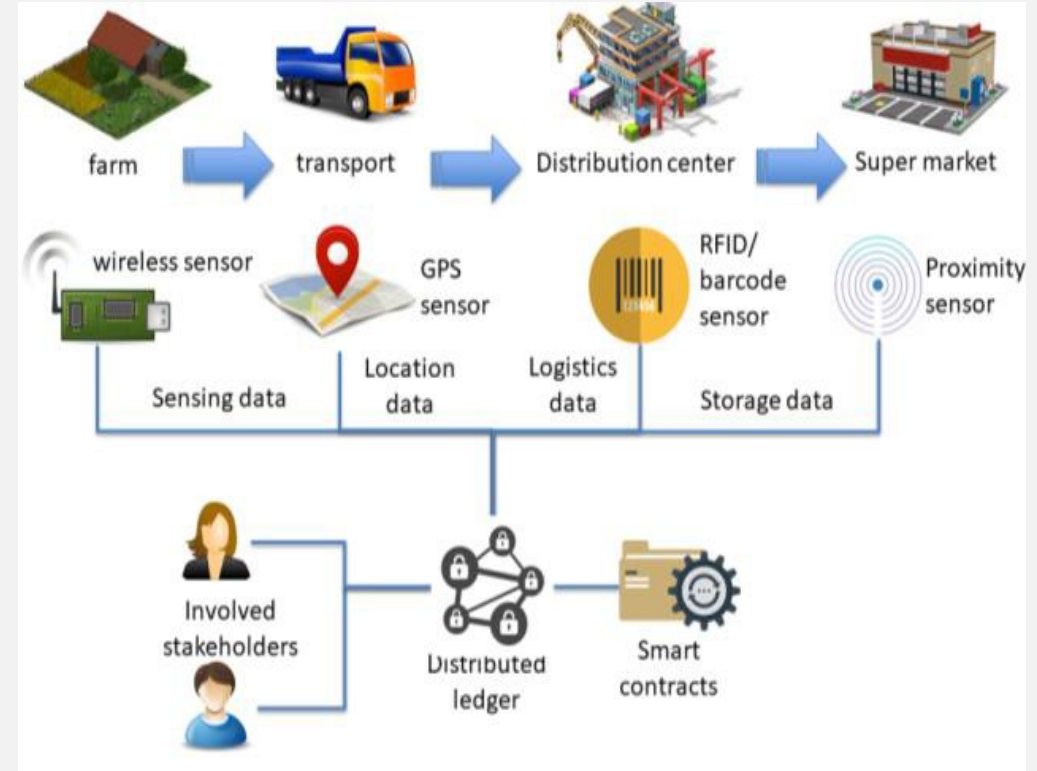 farm
transport
Distribution center
Super market
wireless sensor
GPS
sensor
RFID/
barcode
sensor
Proximity
sensor
Sensing data
Location
data
Logistics
data
Storage data
Involved
stakeholders
Distributed
ledger
Smart
contracts